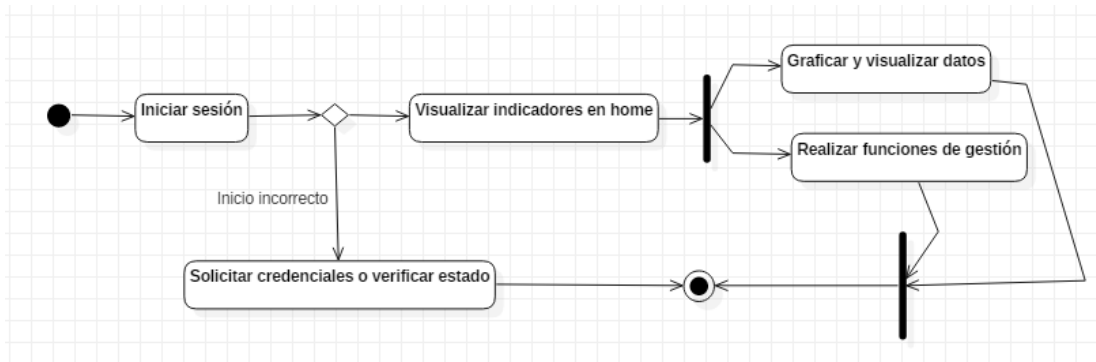 Graficar y visualizar datos
Iniciar sesión
Visualizar indicadores en home
Realizar funciones de gestión
Inicio incorrecto
Solicitar credenciales o verificar estado